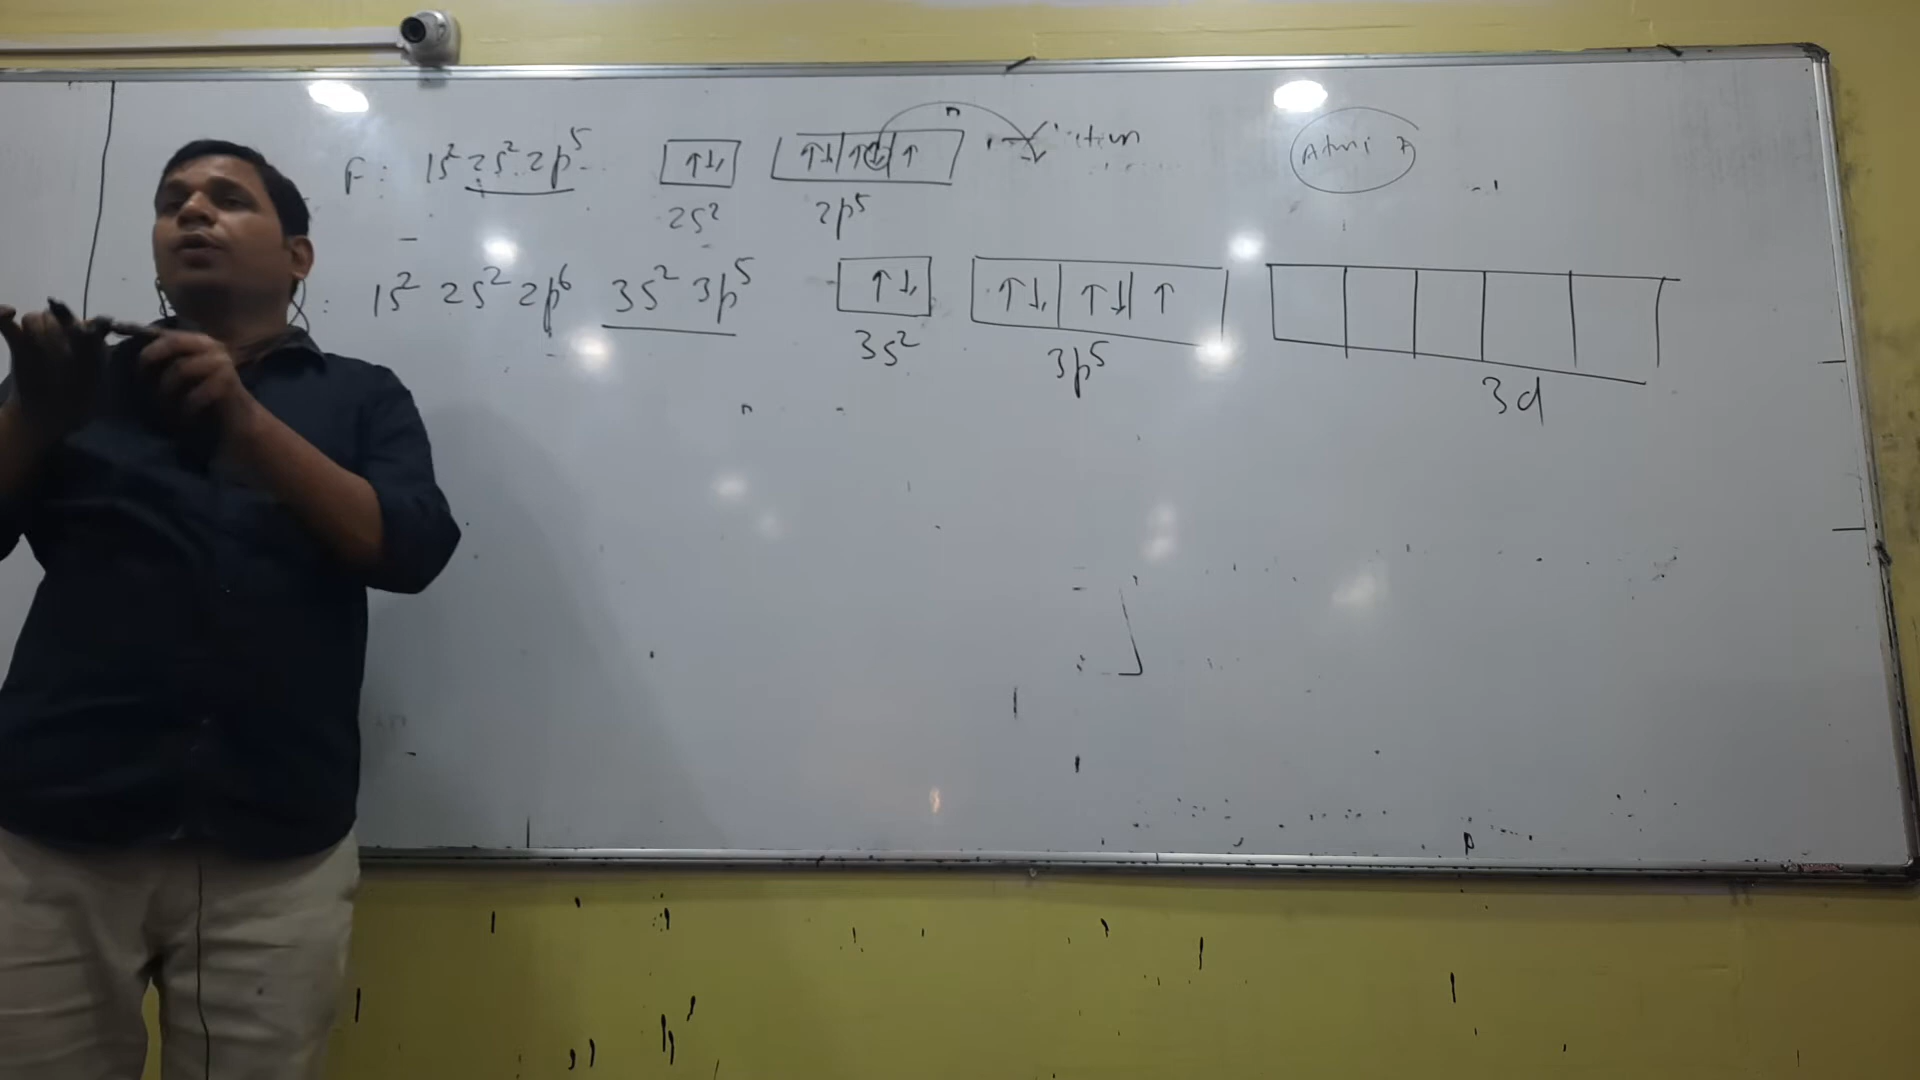 F: 1s² 2s² 2p⁵ ↑↓ ↑↓ ↑↓ ↑
2s² 2p⁵
: 1s² 2s² 2p⁶ 3s² 3p⁵ ↑↓ ↑↓ ↑↓ ↑
3s² 3p⁵ 3d